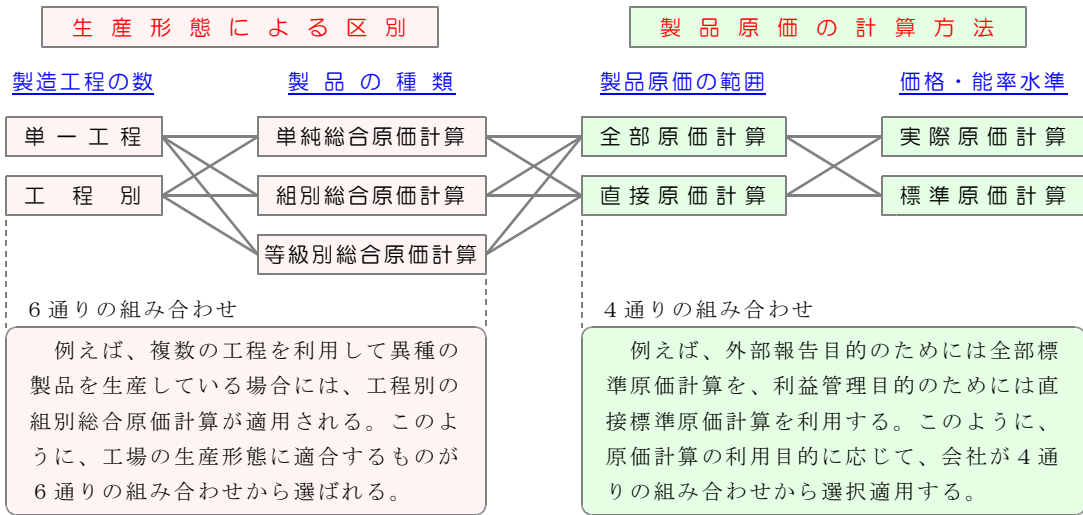 生産形態による区別
製品原価の計算方法
製造工程の数
製品の種類
製品原価の範囲
価格・能率水準
単一工程
単純総合原価計算
全部原価計算
実際原価計算
工程別
組別総合原価計算
直接原価計算
標準原価計算
等級別総合原価計算
6通りの組み合わせ
例えば、複数の工程を利用して異種の
製品を生産している場合には、工程別の
組別総合原価計算が適用される。このよ
うに、工場の生産形態に適合するものが
6通りの組み合わせから選ばれる。
4通りの組み合わせ
例えば、外部報告目的のためには全部標
準原価計算を、利益管理目的のためには直
接標準原価計算を利用する。このように、
原価計算の利用目的に応じて、会社が4通
りの組み合わせから選択適用する。